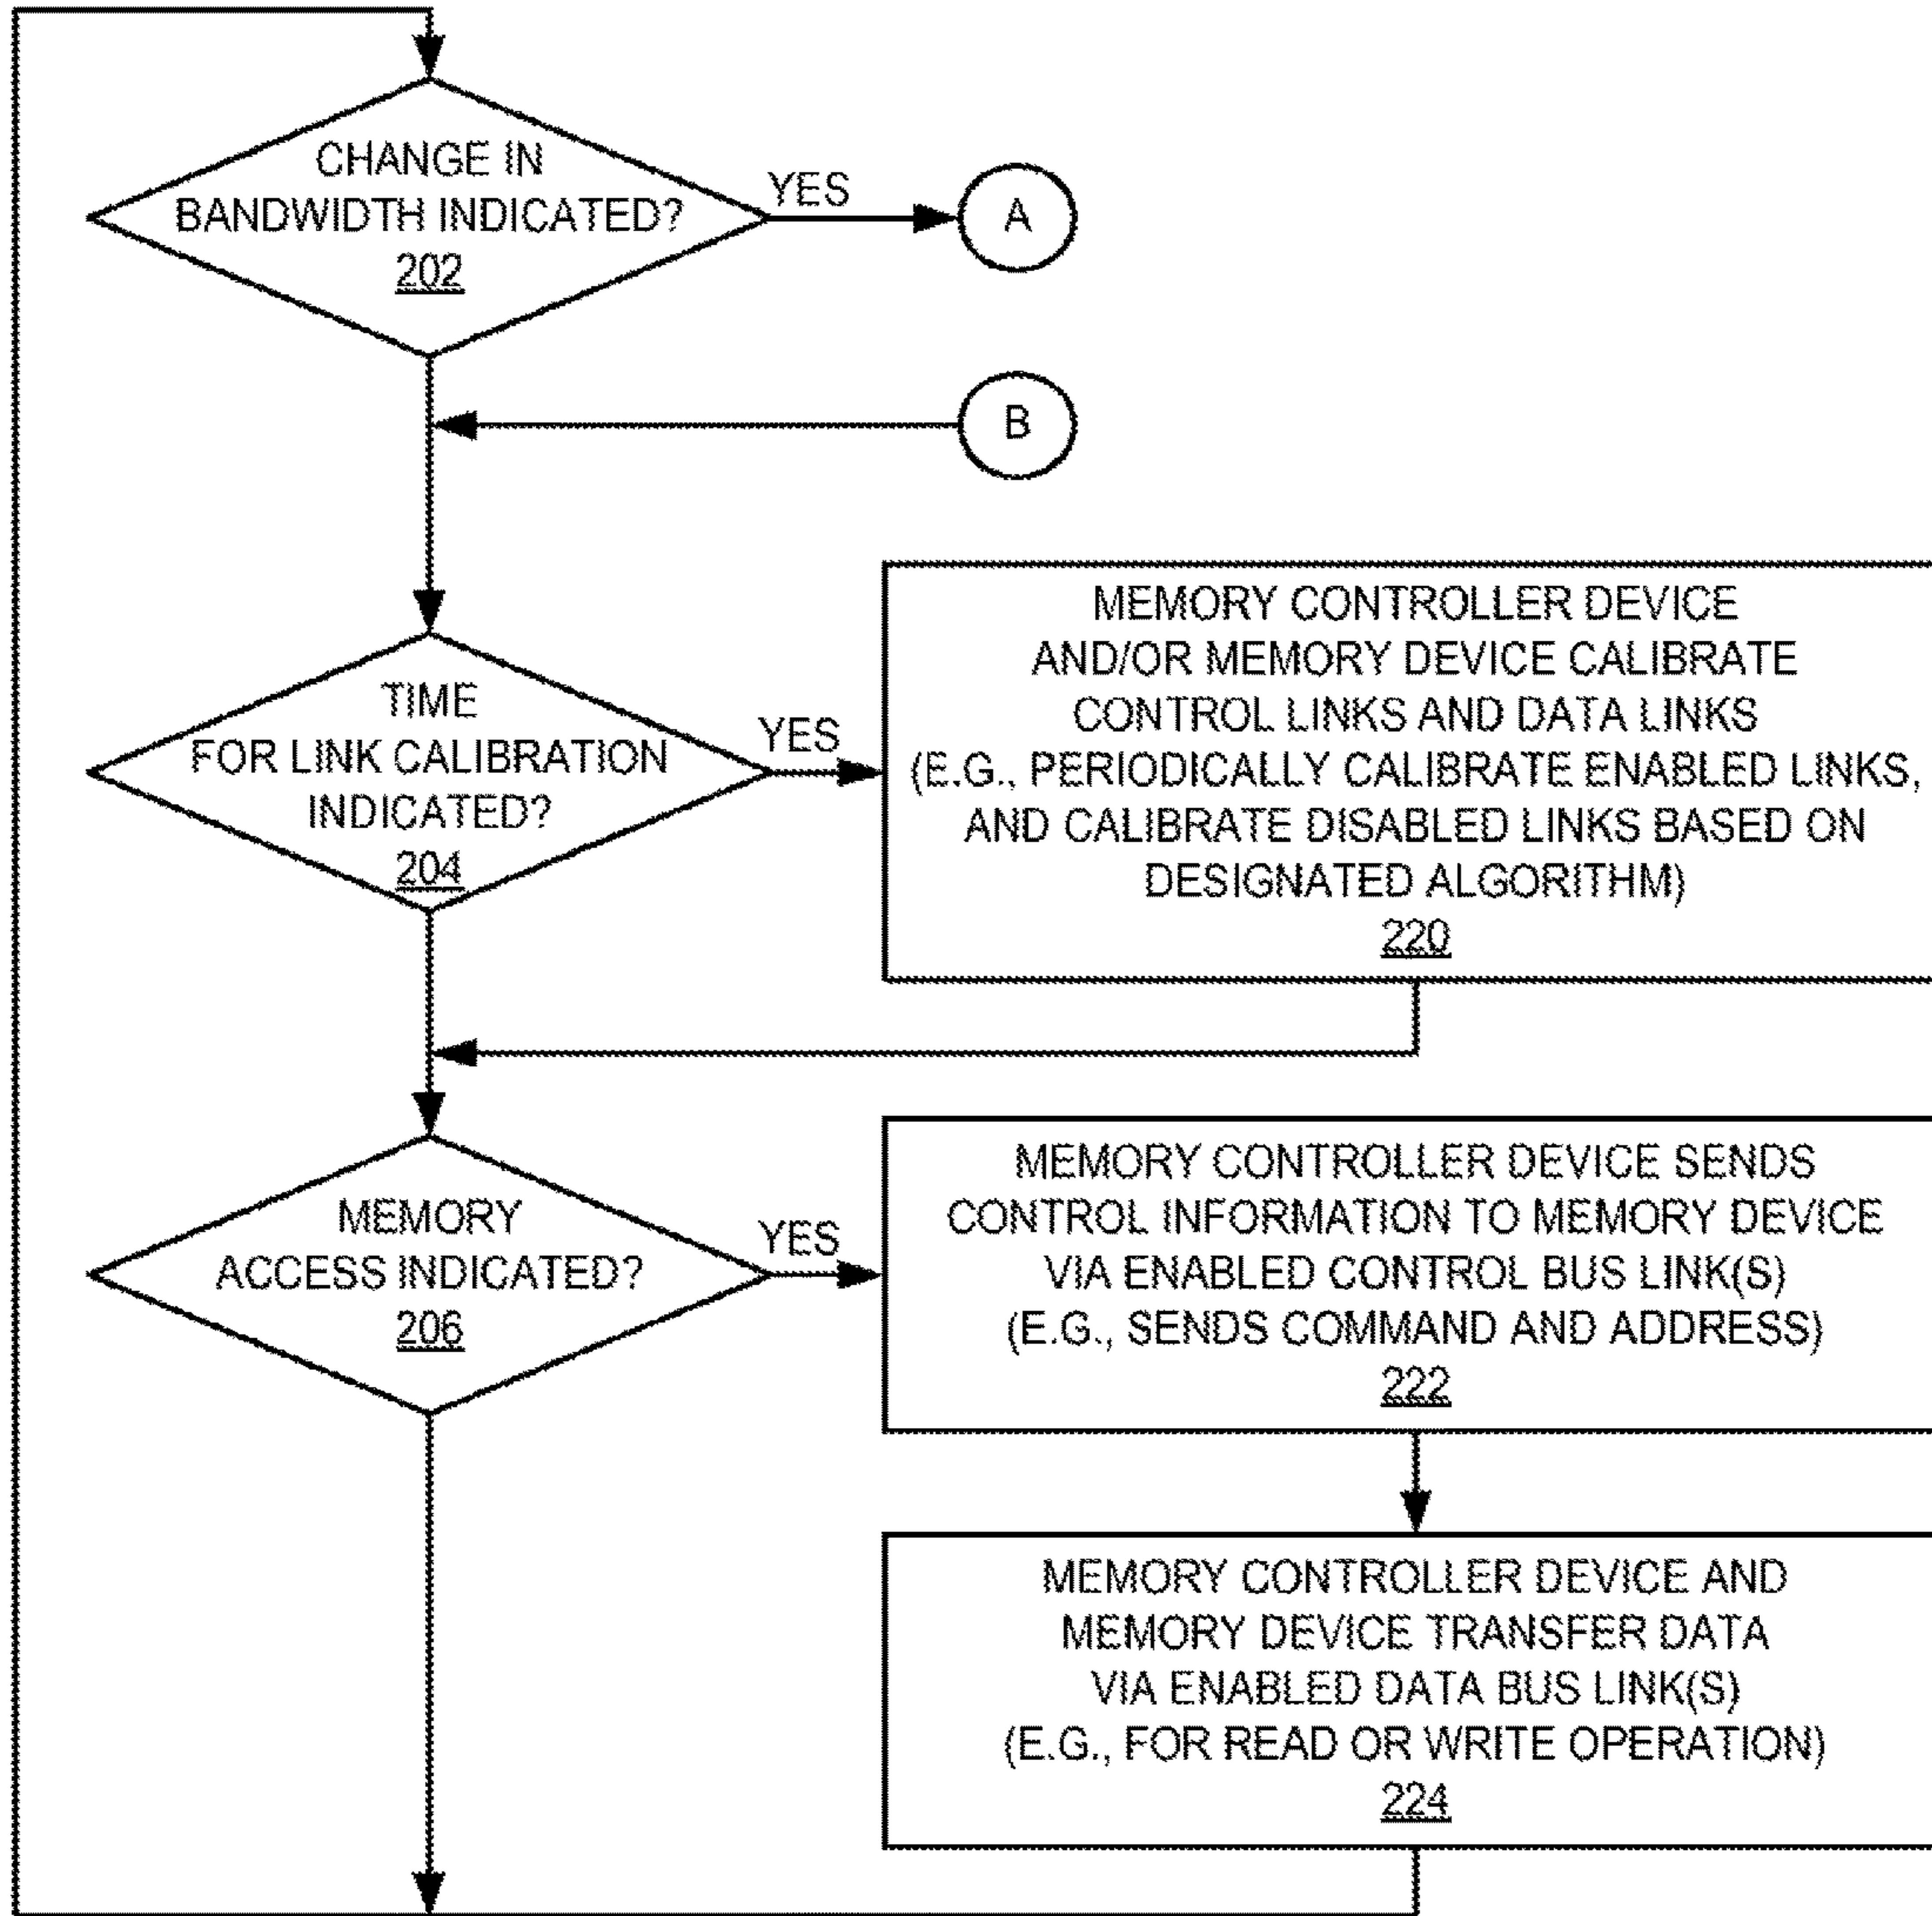 CHANGE IN
BANDWIDTH INDICATED?
202
YES
A
B
TIME
FOR LINK CALIBRATION
INDICATED?
204
YES
MEMORY CONTROLLER DEVICE
AND/OR MEMORY DEVICE CALIBRATE
CONTROL LINKS AND DATA LINKS
(E.G., PERIODICALLY CALIBRATE ENABLED LINKS,
AND CALIBRATE DISABLED LINKS BASED ON
DESIGNATED ALGORITHM)
220
MEMORY
ACCESS INDICATED?
206
YES
MEMORY CONTROLLER DEVICE SENDS
CONTROL INFORMATION TO MEMORY DEVICE
VIA ENABLED CONTROL BUS LINK(S)
(E.G., SENDS COMMAND AND ADDRESS)
222
MEMORY CONTROLLER DEVICE AND
MEMORY DEVICE TRANSFER DATA
VIA ENABLED DATA BUS LINK(S)
(E.G., FOR READ OR WRITE OPERATION)
224